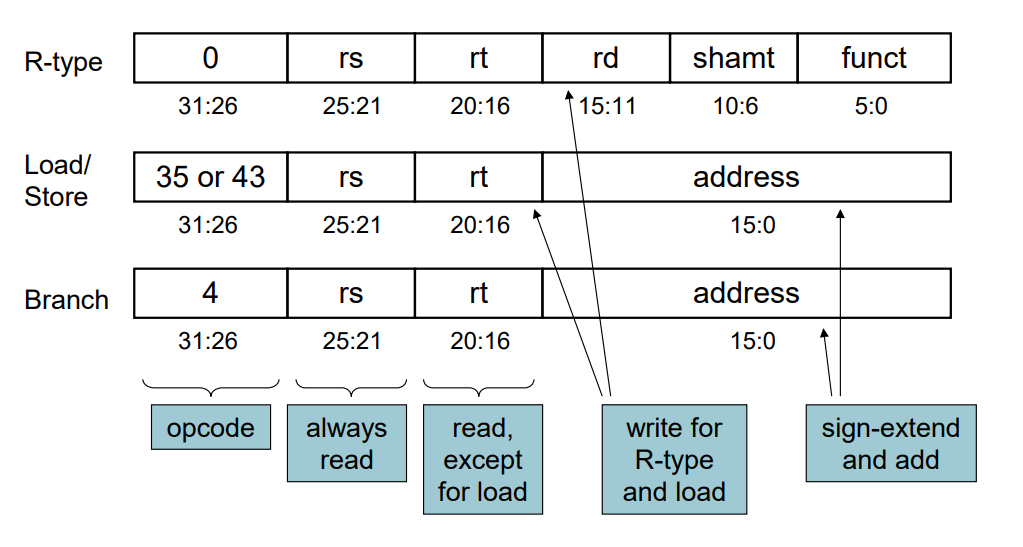 R-type 0 rs rt rd shamt funct
31:26 25:21 20:16 15:11 10:6 5:0
Load/
Store
35 or 43 rs rt address
31:26 25:21 20:16 15:0
Branch 4 rs rt address
31:26 25:21 20:16 15:0
opcode
always
read
read,
except
for load
write for
R-type
and load
sign-extend
and add